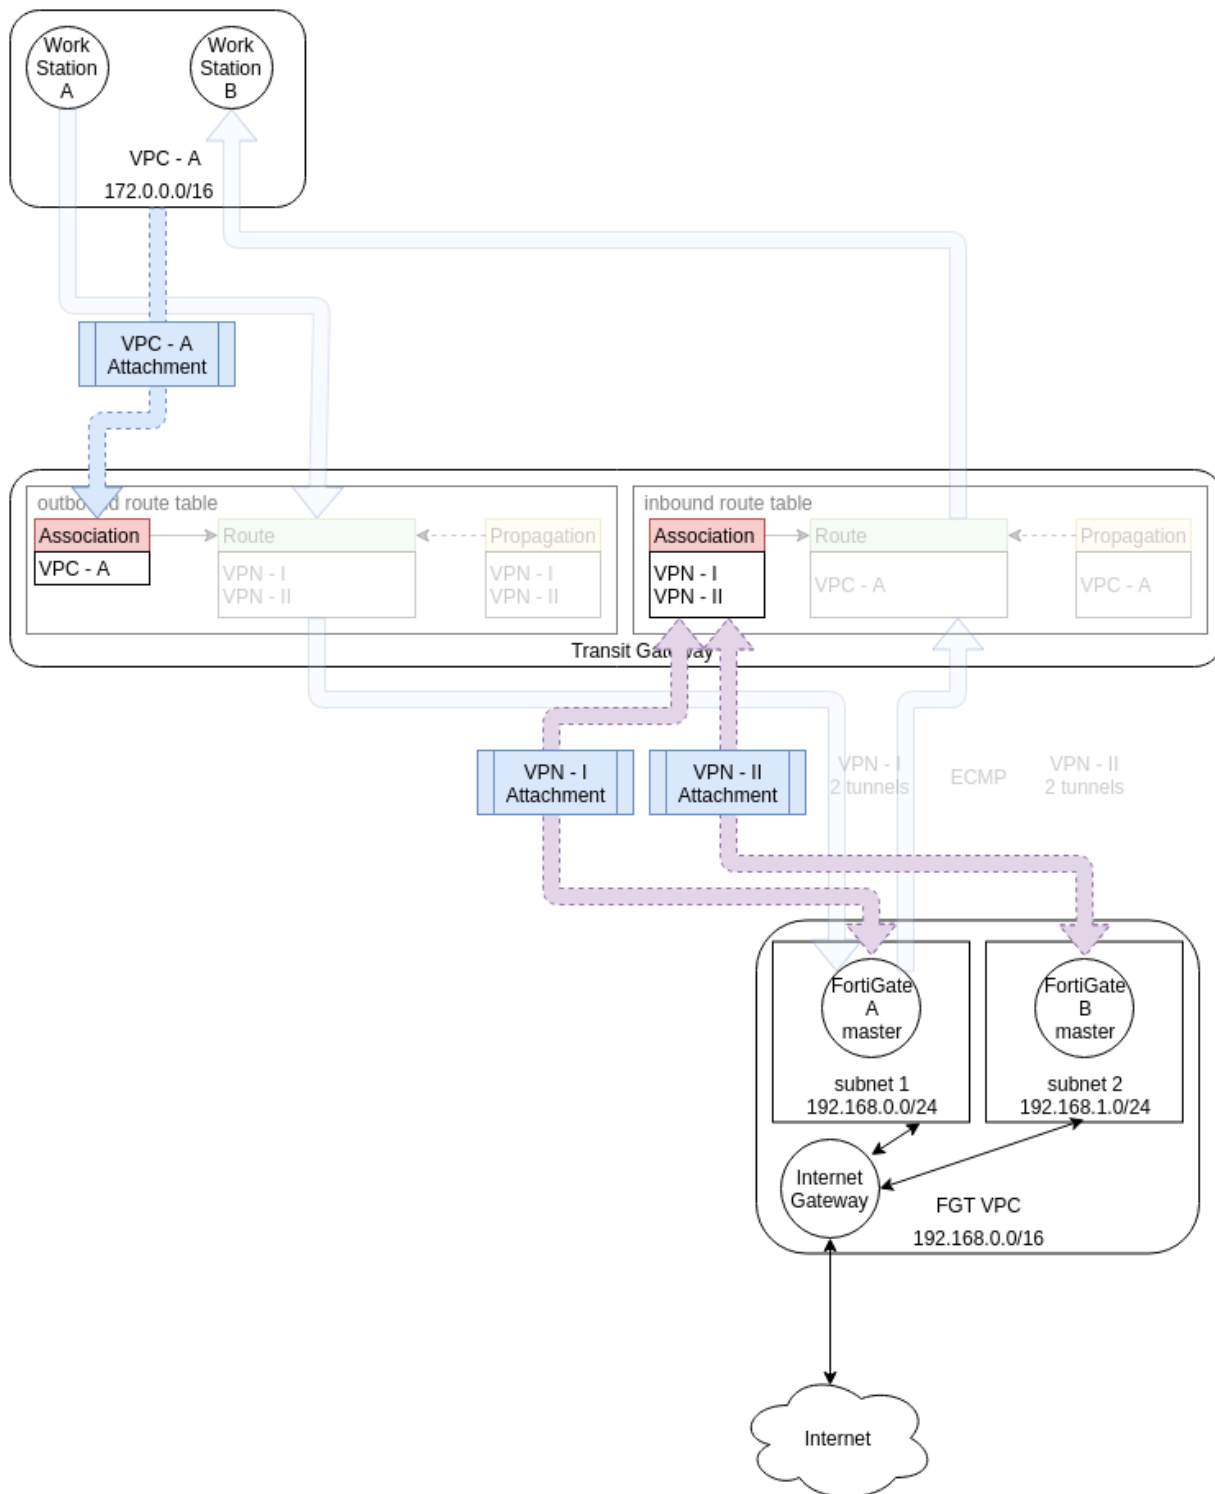 Work
Station
A
Work
Station
B
VPC - A
172.0.0.0/16
VPC - A
Attachment
outbound route table
Association
VPC - A
Route
VPN - I
VPN - II
Propagation
VPN - I
VPN - II
inbound route table
Association
VPN - I
VPN - II
Route
VPC - A
Propagation
VPC - A
Transit Gateway
VPN - I
Attachment
VPN - II
Attachment
VPN - I
2 tunnels
ECMP
VPN - II
2 tunnels
FortiGate
A
master
subnet 1
192.168.0.0/24
FortiGate
B
master
subnet 2
192.168.1.0/24
Internet
Gateway
FGT VPC
192.168.0.0/16
Internet